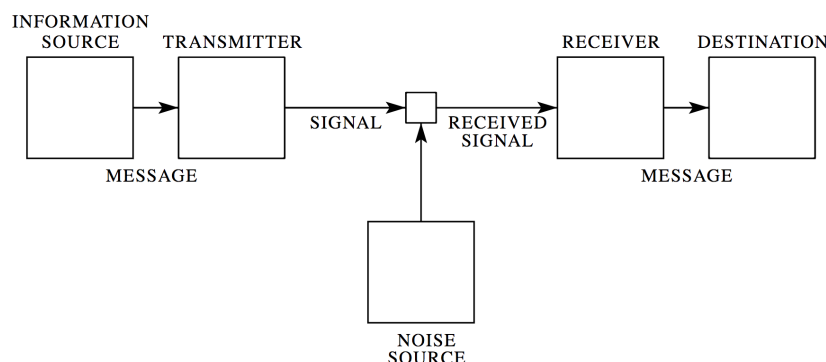 INFORMATION
SOURCE
TRANSMITTER
RECEIVER
DESTINATION
SIGNAL
RECEIVED
SIGNAL
MESSAGE
MESSAGE
NOISE
SOURCE